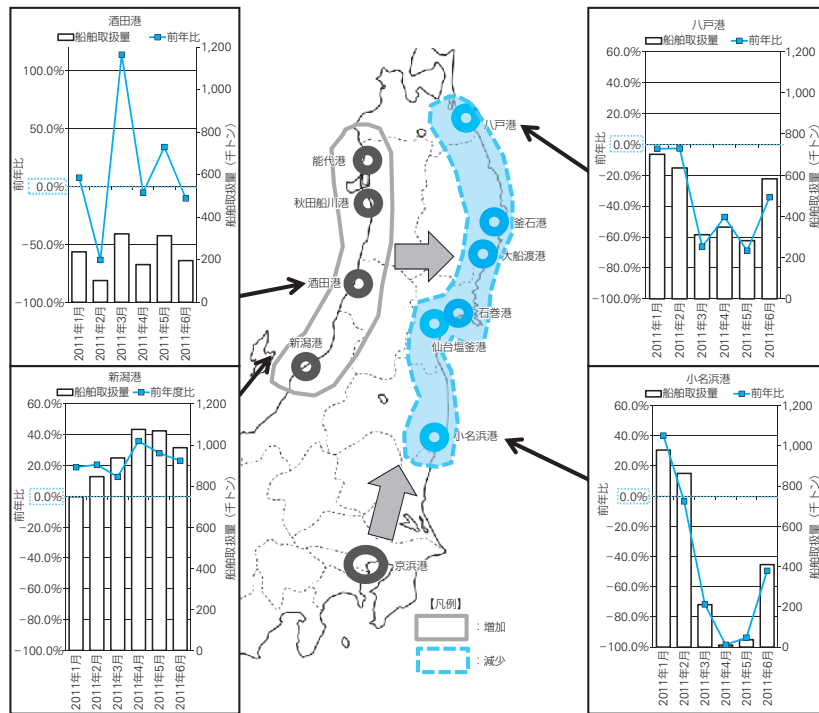 酒田港
船舶取扱量 前年比
100.0%
50.0%
0.0%
−50.0%
−100.0%
前年比
1,200
1,000
800
600
400
200
0
船舶取扱量（千トン）
2011年1月
2011年2月
2011年3月
2011年4月
2011年5月
2011年6月
新潟港
船舶取扱量 前年度比
60.0%
40.0%
20.0%
0.0%
−20.0%
−40.0%
−60.0%
−80.0%
−100.0%
前年比
1,200
1,000
800
600
400
200
0
船舶取扱量（千トン）
2011年1月
2011年2月
2011年3月
2011年4月
2011年5月
2011年6月
能代港
秋田船川港
酒田港
新潟港
八戸港
釜石港
大船渡港
石巻港
仙台塩釜港
小名浜港
京浜港
【凡例】
：増加
：減少
八戸港
船舶取扱量 前年比
60.0%
40.0%
20.0%
0.0%
−20.0%
−40.0%
−60.0%
−80.0%
−100.0%
前年比
1,200
1,000
800
600
400
200
0
船舶取扱量（千トン）
2011年1月
2011年2月
2011年3月
2011年4月
2011年5月
2011年6月
小名浜港
船舶取扱量 前年比
60.0%
40.0%
20.0%
0.0%
−20.0%
−40.0%
−60.0%
−80.0%
−100.0%
前年比
1,200
1,000
800
600
400
200
0
船舶取扱量（千トン）
2011年1月
2011年2月
2011年3月
2011年4月
2011年5月
2011年6月